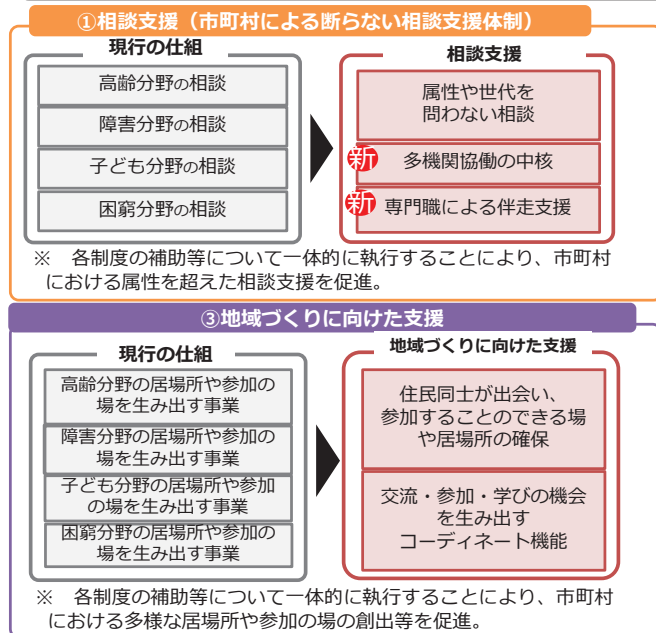 ①相談支援（市町村による断らない相談支援体制）
現行の仕組
高齢分野の相談
障害分野の相談
子ども分野の相談
困窮分野の相談
相談支援
属性や世代を
問わない相談
新 多機関協働の中核
新 専門職による伴走支援
※ 各制度の補助等について一体的に執行することにより、市町村
における属性を超えた相談支援を促進。
③地域づくりに向けた支援
現行の仕組
高齢分野の居場所や参加の
場を生み出す事業
障害分野の居場所や参加の
場を生み出す事業
子ども分野の居場所や参加
の場を生み出す事業
困窮分野の居場所や参加の
場を生み出す事業
地域づくりに向けた支援
住民同士が出会い、
参加することのできる場
や居場所の確保
交流・参加・学びの機会
を生み出す
コーディネート機能
※ 各制度の補助等について一体的に執行することにより、市町村
における多様な居場所や参加の場の創出等を促進。